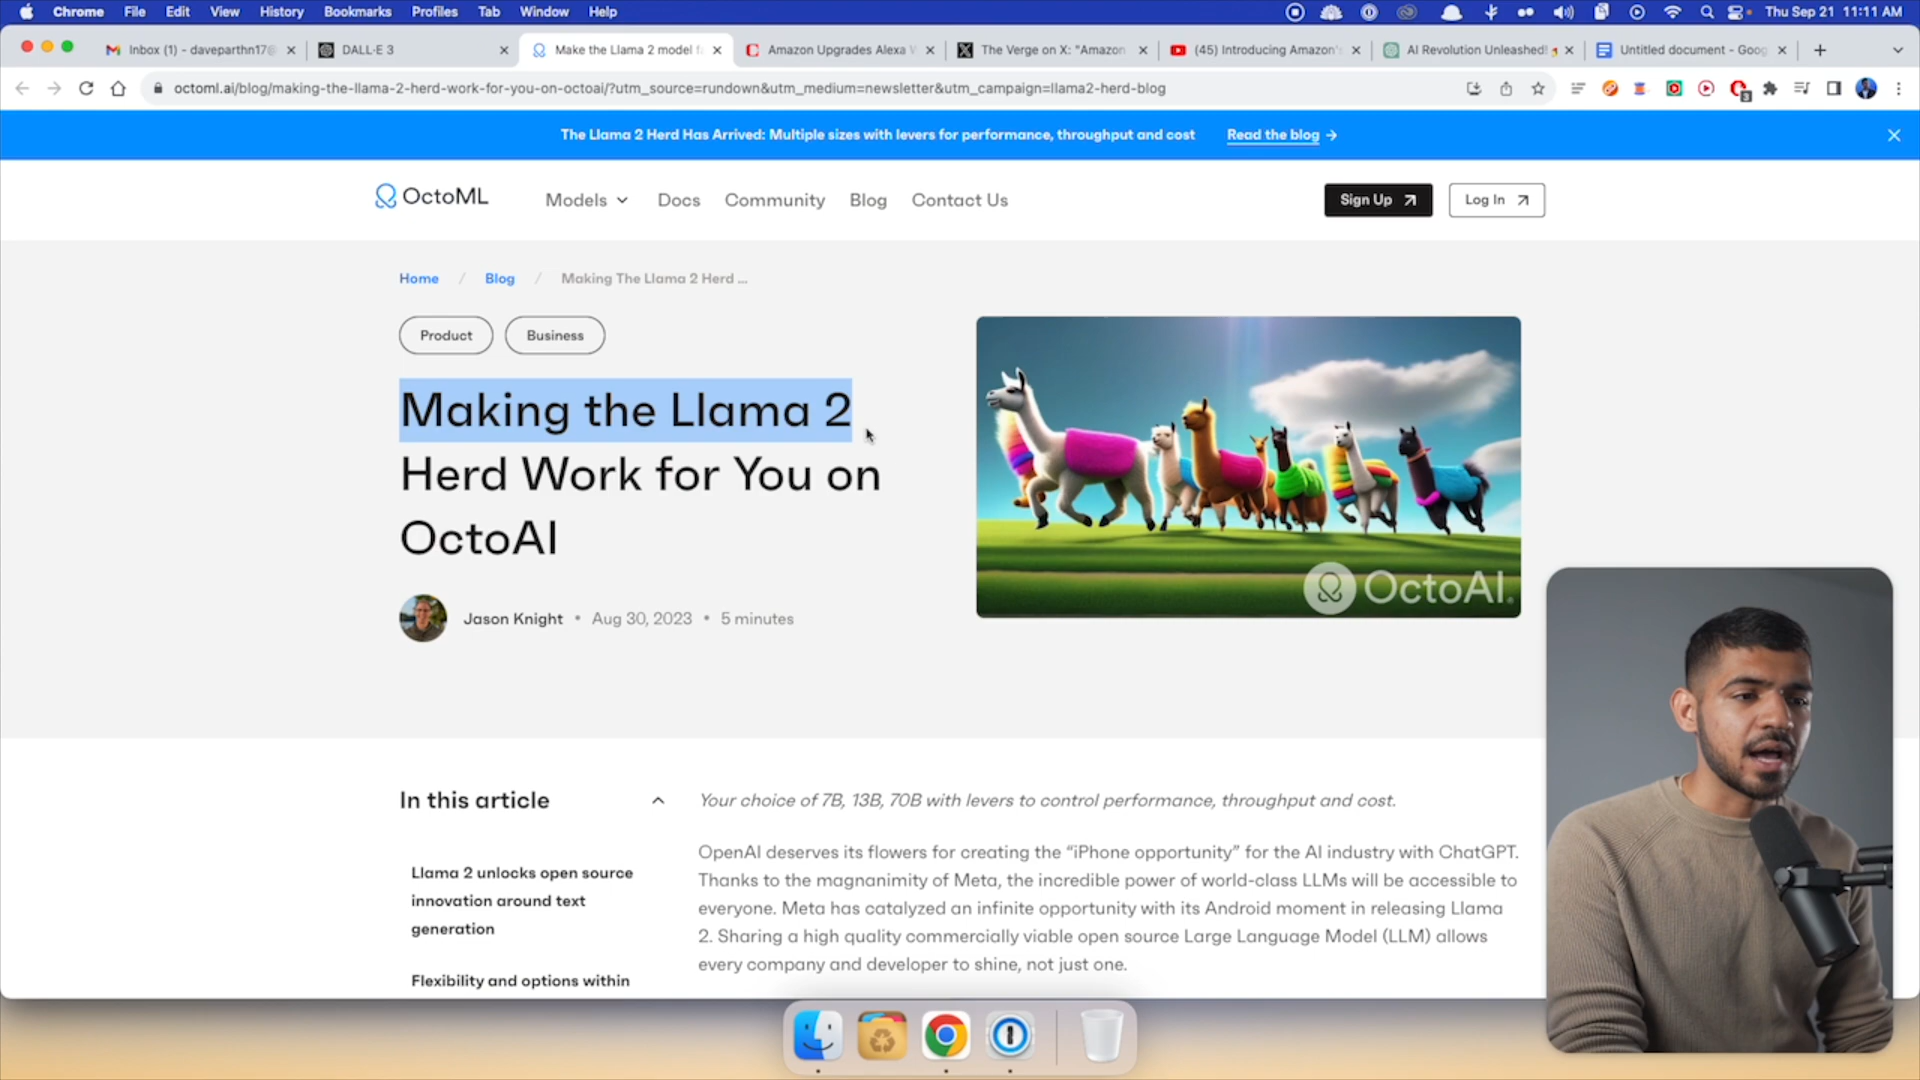 Chrome File Edit View History Bookmarks Profiles Tab Window Help
Thu Sep 21 11:11 AM
Inbox (1) - daveparthn17@
DALL·E 3
Make the Llama 2 model f
Amazon Upgrades Alexa
The Verge on X: "Amazon
(45) Introducing Amazon's
AI Revolution Unleashed!
Untitled document - Goog
octoml.ai/blog/making-the-llama-2-herd-work-for-you-on-octoai/?utm_source=rundown&utm_medium=newsletter&utm_campaign=llama2-herd-blog
The Llama 2 Herd Has Arrived: Multiple sizes with levers for performance, throughput and cost Read the blog →
OctoML
Models Docs Community Blog Contact Us
Sign Up
Log In
Home / Blog / Making The Llama 2 Herd ...
Product
Business
Making the Llama 2
Herd Work for You on
OctoAI
Jason Knight • Aug 30, 2023 • 5 minutes
OctoAI
In this article
Llama 2 unlocks open source
innovation around text
generation
Flexibility and options within
Your choice of 7B, 13B, 70B with levers to control performance, throughput and cost.
OpenAI deserves its flowers for creating the “iPhone opportunity” for the AI industry with ChatGPT.
Thanks to the magnanimity of Meta, the incredible power of world-class LLMs will be accessible to
everyone. Meta has catalyzed an infinite opportunity with its Android moment in releasing Llama
2. Sharing a high quality commercially viable open source Large Language Model (LLM) allows
every company and developer to shine, not just one.